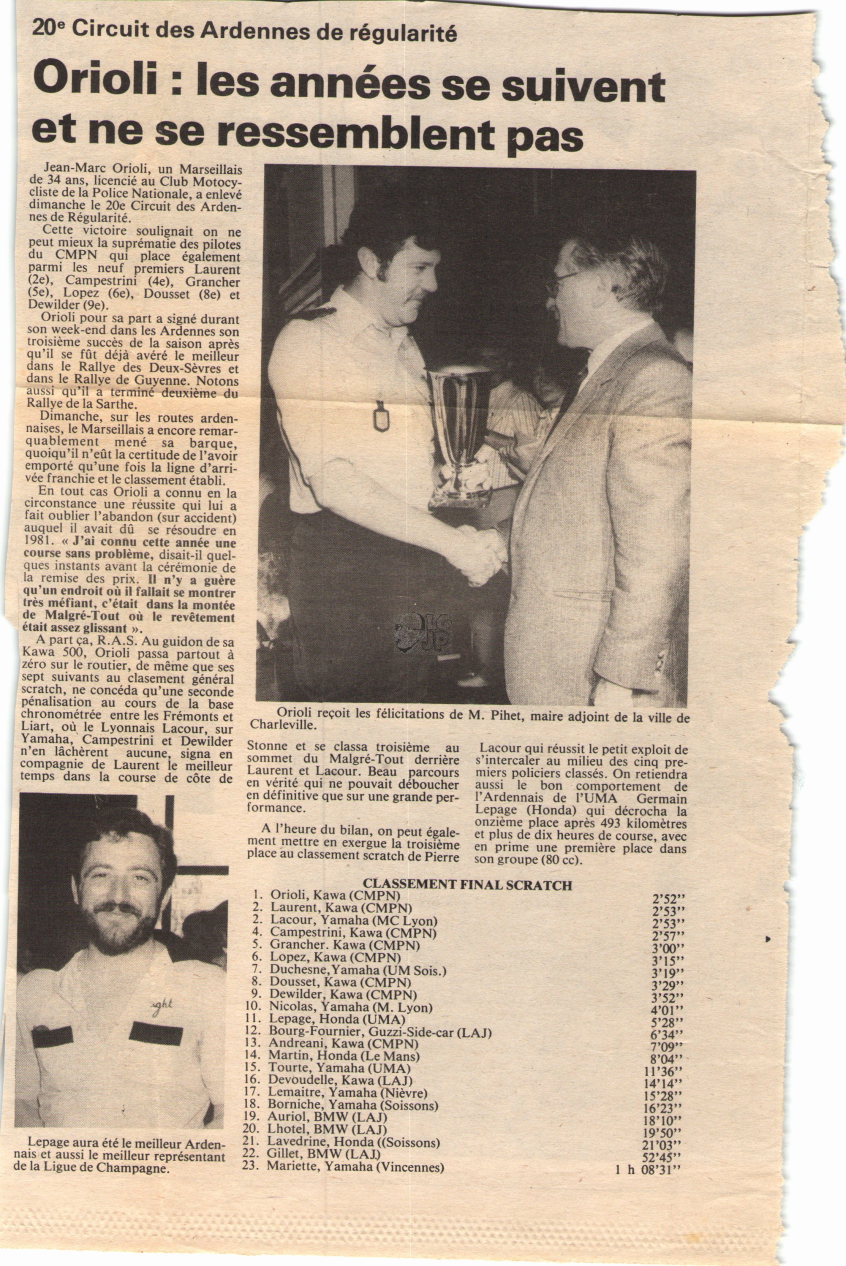 20e Circuit des Ardennes de régularité
Orioli : les années se suivent
et ne se ressemblent pas
Jean-Marc Orioli, un Marseillais
de 34 ans, licencié au Club Motocy-
cliste de la Police Nationale, a enlevé
dimanche le 20e Circuit des Arden-
nes de Régularité.
Cette victoire soulignait on ne
peut mieux la suprématie des pilotes
du CMPN qui place également
parmi les neuf premiers Laurent
(2e), Campestrini (4e), Grancher
(5e), Lopez (6e), Dousset (8e) et
Dewilder (9e).
Orioli pour sa part a signé durant
son week-end dans les Ardennes son
troisième succès de la saison après
qu'il se fût déjà avéré le meilleur
dans le Rallye des Deux-Sèvres et
dans le Rallye de Guyenne. Notons
aussi qu'il a terminé deuxième du
Rallye de la Sarthe.
Dimanche, sur les routes arden-
naises, le Marseillais a encore remar-
quablement mené sa barque,
quoiqu'il n'eût la certitude de l'avoir
emporté qu'une fois la ligne d'arri-
vée franchie et le classement établi.
En tout cas Orioli a connu en la
circonstance une réussite qui lui a
fait oublier l'abandon (sur accident)
auquel il avait dû se résoudre en
1981. « J'ai connu cette année une
course sans problème, disait-il quel-
ques instants avant la cérémonie de
la remise des prix. Il n'y a guère
qu'un endroit où il fallait se montrer
très méfiant, c'était dans la montée
de Malgré-Tout où le revêtement
était assez glissant ».
A part ça, R.A.S. Au guidon de sa
Kawa 500, Orioli passa partout à
zéro sur le routier, de même que ses
sept suivants au clasement général
scratch, ne concéda qu'une seconde
pénalisation au cours de la base
chronométrée entre les Frémonts et
Liart, où le Lyonnais Lacour, sur
Yamaha, Campestrini et Dewilder
n'en lâchèrent aucune, signa en
compagnie de Laurent le meilleur
temps dans la course de côte de
Orioli reçoit les félicitations de M. Pihet, maire adjoint de la ville de
Charleville.
Stonne et se classa troisième au
sommet du Malgré-Tout derrière
Laurent et Lacour. Beau parcours
en vérité qui ne pouvait déboucher
en définitive que sur une grande per-
formance.
A l'heure du bilan, on peut égale-
ment mettre en exergue la troisième
place au classement scratch de Pierre
Lacour qui réussit le petit exploit de
s'intercaler au milieu des cinq pre-
miers policiers classés. On retiendra
aussi le bon comportement de
l'Ardennais de l'UMA Germain
Lepage (Honda) qui décrocha la
onzième place après 493 kilomètres
et plus de dix heures de course, avec
en prime une première place dans
son groupe (80 cc).
ght
Lepage aura été le meilleur Arden-
nais et aussi le meilleur représentant
de la Ligue de Champagne.
CLASSEMENT FINAL SCRATCH
1. Orioli, Kawa (CMPN) 2'52''
2. Laurent, Kawa (CMPN) 2'53''
2. Lacour, Yamaha (MC Lyon) 2'53''
4. Campestrini, Kawa (CMPN) 2'57''
5. Grancher. Kawa (CMPN) 3'00''
6. Lopez, Kawa (CMPN) 3'15''
7. Duchesne,Yamaha (UM Sois.) 3'19''
8. Dousset, Kawa (CMPN) 3'29''
9. Dewilder, Kawa (CMPN) 3'52''
10. Nicolas, Yamaha (M. Lyon) 4'01''
11. Lepage, Honda (UMA) 5'28''
12. Bourg-Fournier, Guzzi-Side-car (LAJ) 6'34''
13. Andreani, Kawa (CMPN) 7'09''
14. Martin, Honda (Le Mans) 8'04''
15. Tourte, Yamaha (UMA) 11'36''
16. Devoudelle, Kawa (LAJ) 14'14''
17. Lemaitre, Yamaha (Nièvre) 15'28''
18. Borniche, Yamaha (Soissons) 16'23''
19. Auriol, BMW (LAJ) 18'10''
20. Lhotel, BMW (LAJ) 19'50''
21. Lavedrine, Honda ((Soissons) 21'03''
22. Gillet, BMW (LAJ) 52'45''
23. Mariette, Yamaha (Vincennes) 1 h 08'31''